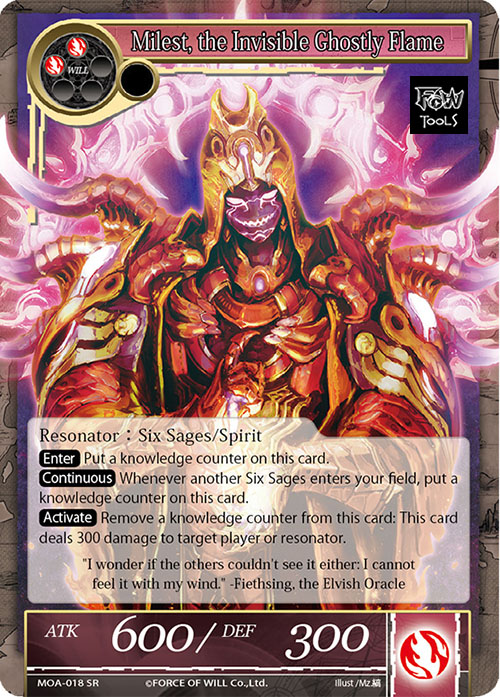 Milest, the Invisible Ghostly Flame
WILL
FOW
TOOLS
Resonator : Six Sages/Spirit
Enter Put a knowledge counter on this card.
Continuous Whenever another Six Sages enters your field, put a
knowledge counter on this card.
Activate Remove a knowledge counter from this card: This card
deals 300 damage to target player or resonator.
"I wonder if the others couldn't see it either: I cannot
feel it with my wind." -Fiethsing, the Elvish Oracle
ATK 600 / DEF 300
MOA-018 SR ©FORCE OF WILL Co.,Ltd. Illust /Mz.